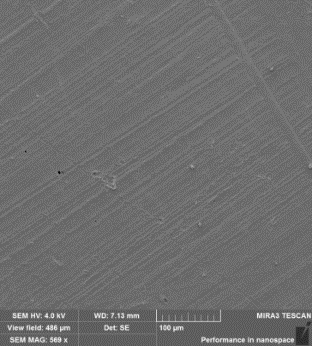 SEM HV: 4.0 kV
WD: 7.13 mm
MIRA3 TESCAN
View field: 486 µm
Det: SE
100 µm
SEM MAG: 569 x
Performance in nanospace